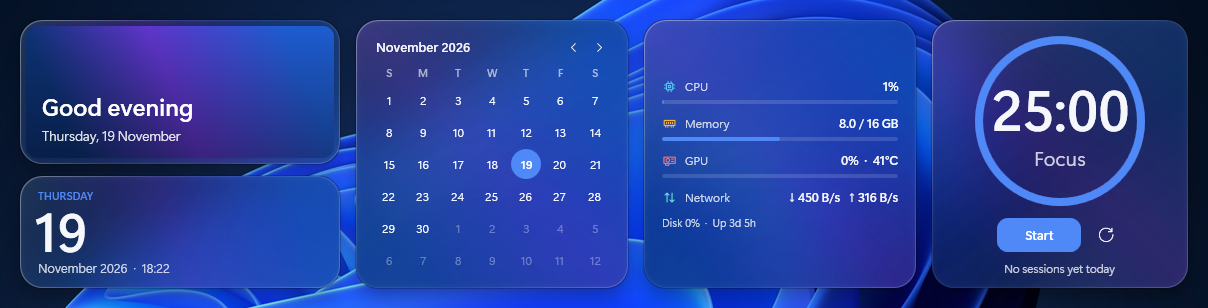 Good evening
Thursday, 19 November
THURSDAY
19
November 2026 · 18:22
November 2026
S M T W T F S
1 2 3 4 5 6 7
8 9 10 11 12 13 14
15 16 17 18 19 20 21
22 23 24 25 26 27 28
29 30 1 2 3 4 5
6 7 8 9 10 11 12
CPU 1%
Memory 8.0 / 16 GB
GPU 0% · 41°C
Network ↓ 450 B/s ↑ 316 B/s
Disk 0% · Up 3d 5h
25:00
Focus
Start
No sessions yet today